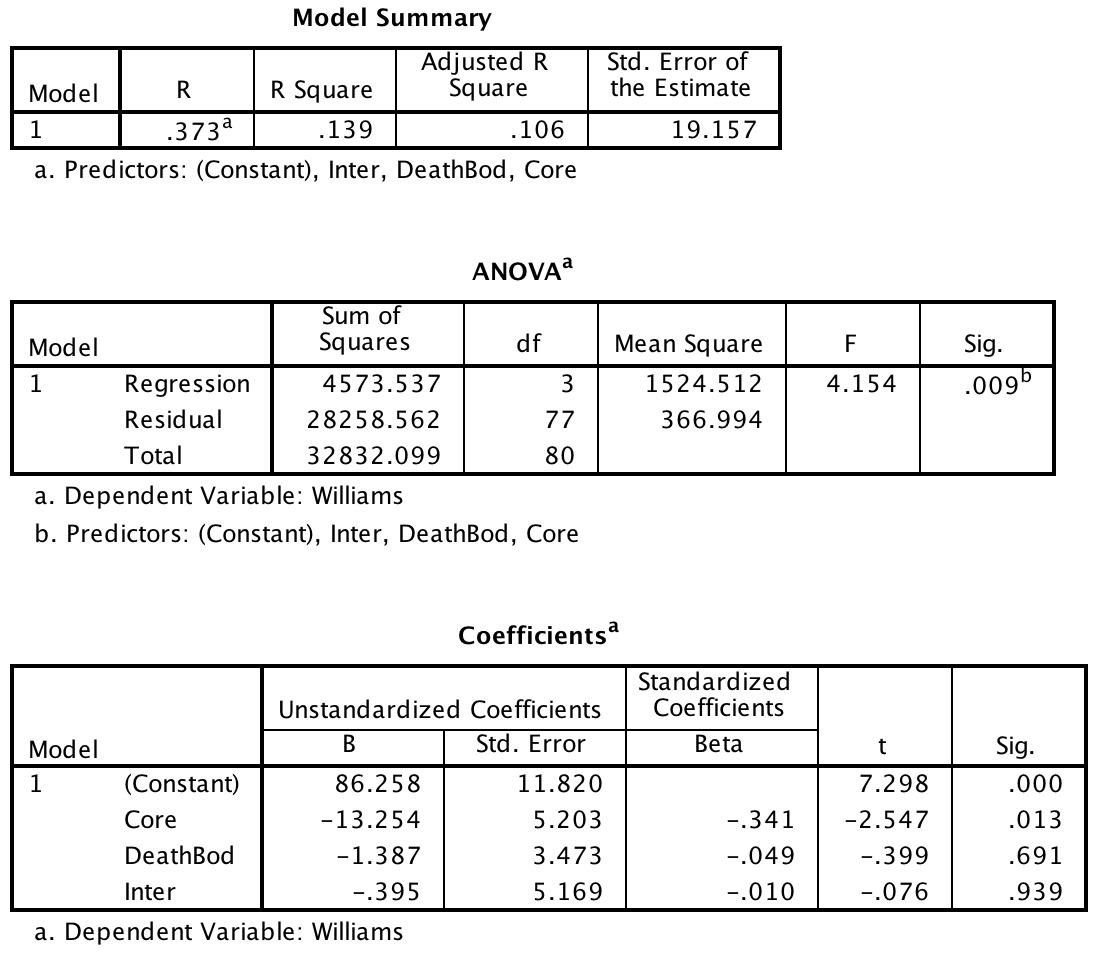 Model Summary
Model R R Square Adjusted R Square Std. Error of the Estimate
1 .373a .139 .106 19.157
a. Predictors: (Constant), Inter, DeathBod, Core
ANOVAa
Model Sum of Squares df Mean Square F Sig.
1 Regression 4573.537 3 1524.512 4.154 .009b
Residual 28258.562 77 366.994
Total 32832.099 80
a. Dependent Variable: Williams
b. Predictors: (Constant), Inter, DeathBod, Core
Coefficientsa
Model Unstandardized Coefficients Standardized Coefficients t Sig.
B Std. Error Beta
1 (Constant) 86.258 11.820 7.298 .000
Core -13.254 5.203 -.341 -2.547 .013
DeathBod -1.387 3.473 -.049 -.399 .691
Inter -.395 5.169 -.010 -.076 .939
a. Dependent Variable: Williams